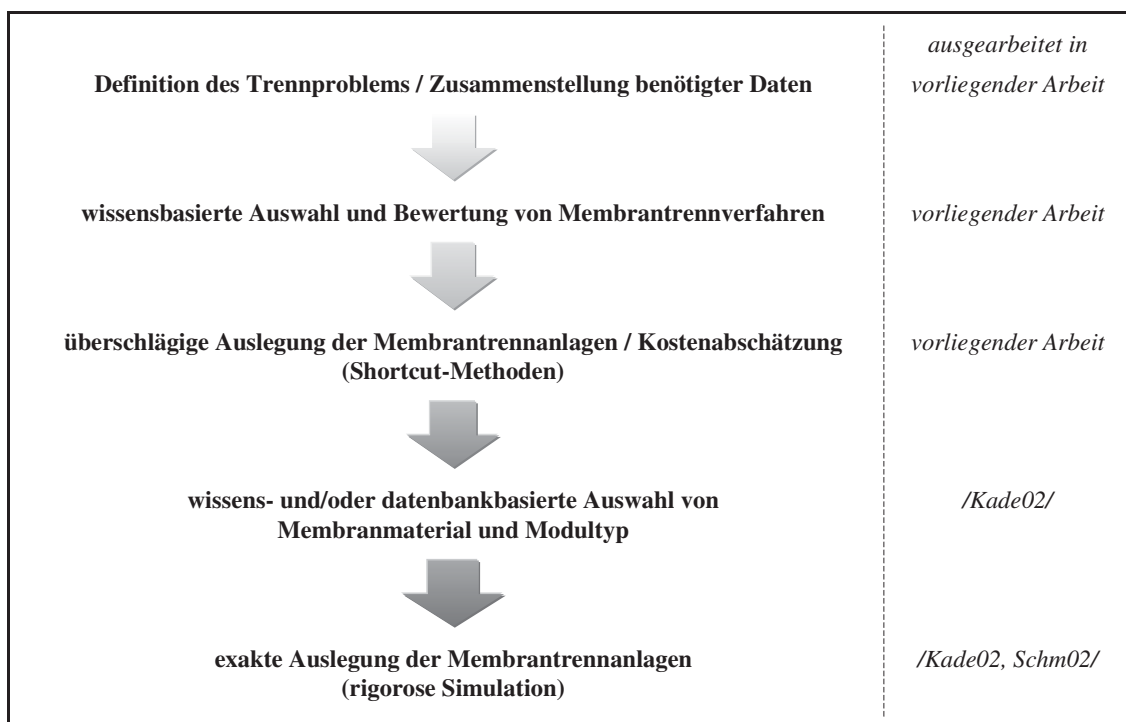 ausgearbeitet in
Definition des Trennproblems / Zusammenstellung benötigter Daten
vorliegender Arbeit
wissensbasierte Auswahl und Bewertung von Membrantrennverfahren
vorliegender Arbeit
überschlägige Auslegung der Membrantrennanlagen / Kostenabschätzung
(Shortcut-Methoden)
vorliegender Arbeit
wissens- und/oder datenbankbasierte Auswahl von
Membranmaterial und Modultyp
/Kade02/
exakte Auslegung der Membrantrennanlagen
(rigorose Simulation)
/Kade02, Schm02/